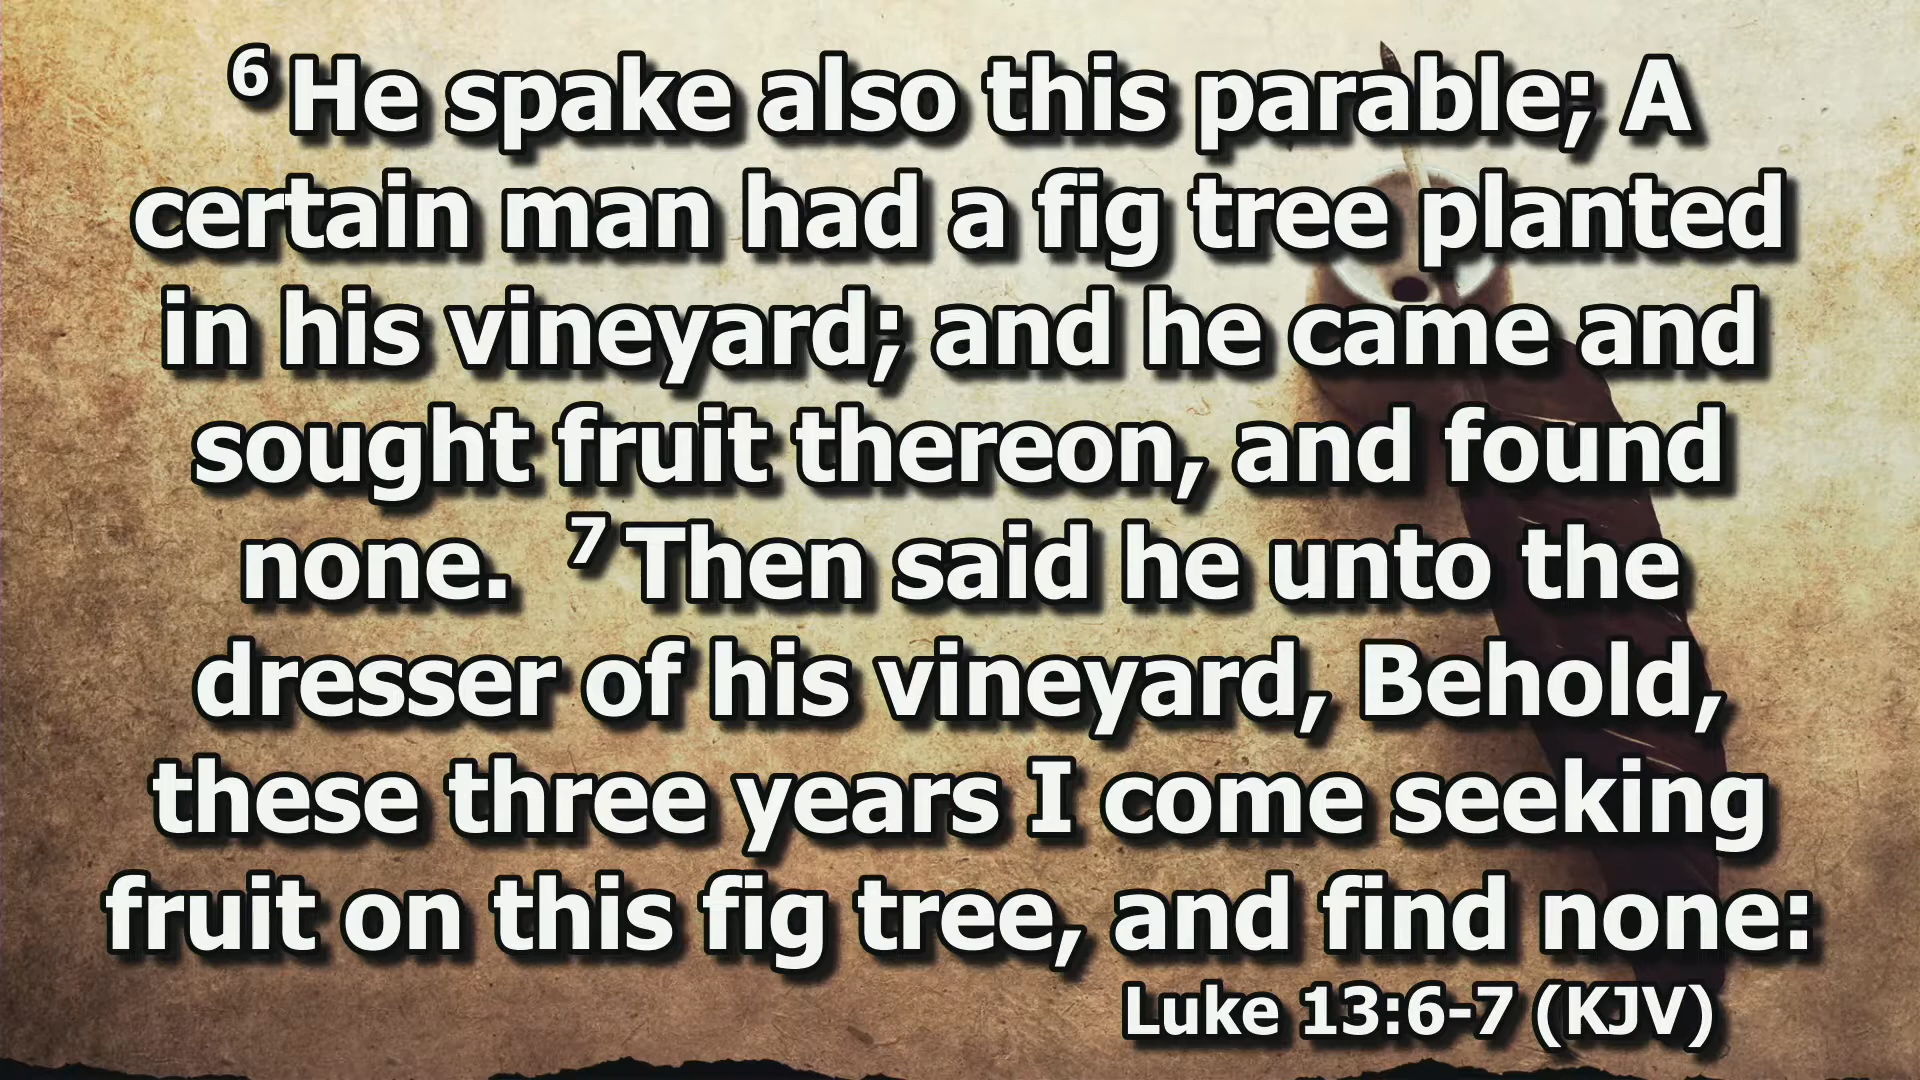 6 He spake also this parable; A
certain man had a fig tree planted
in his vineyard; and he came and
sought fruit thereon, and found
none. 7 Then said he unto the
dresser of his vineyard, Behold,
these three years I come seeking
fruit on this fig tree, and find none:
Luke 13:6-7 (KJV)